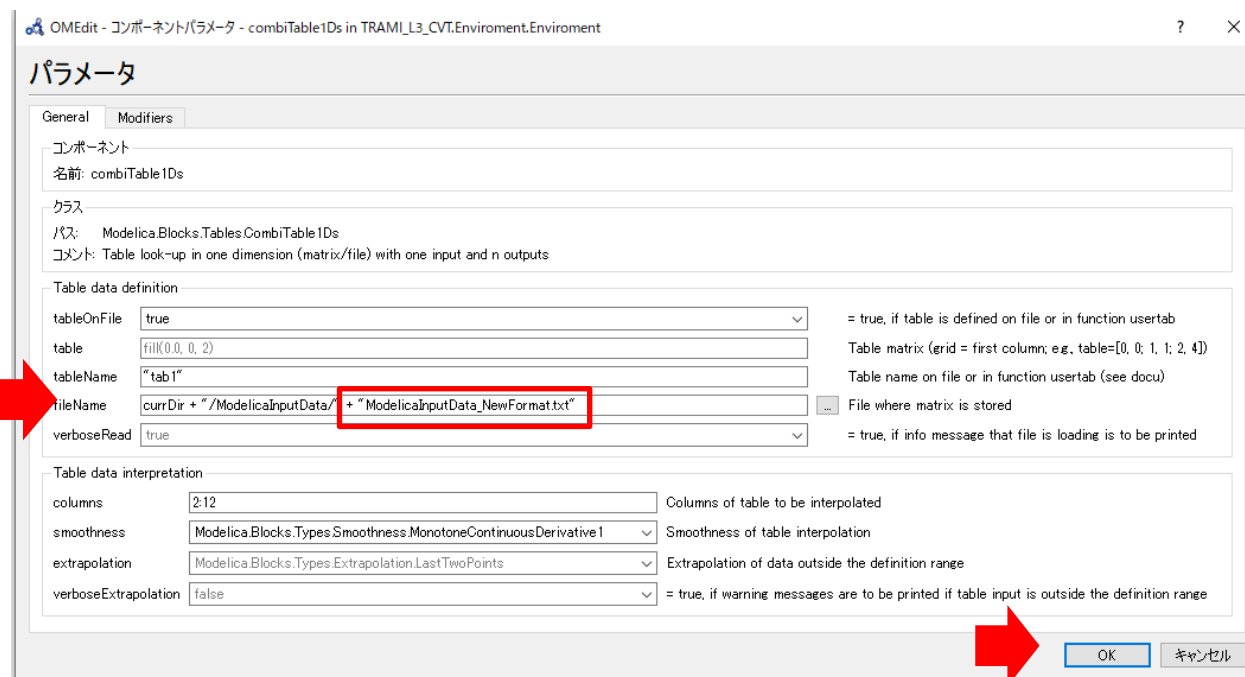 OMEdit - コンポーネントパラメータ - combiTable1Ds in TRAMI_L3_CVT.Enviroment.Enviroment ? ×
パラメータ
General Modifiers
コンポーネント
名前: combiTable1Ds
クラス
パス: Modelica.Blocks.Tables.CombiTable1Ds
コメント: Table look-up in one dimension (matrix/file) with one input and n outputs
Table data definition
tableOnFile true = true, if table is defined on file or in function usertab
table fill(0.0, 0, 2) Table matrix (grid = first column; e.g., table=[0, 0; 1, 1; 2, 4])
tableName "tab1" Table name on file or in function usertab (see docu)
fileName currDir + "/ModelicaInputData/" + "ModelicaInputData_NewFormat.txt" ... File where matrix is stored
verboseRead true = true, if info message that file is loading is to be printed
Table data interpretation
columns 2:12 Columns of table to be interpolated
smoothness Modelica.Blocks.Types.Smoothness.MonotoneContinuousDerivative1 Smoothness of table interpolation
extrapolation Modelica.Blocks.Types.Extrapolation.LastTwoPoints Extrapolation of data outside the definition range
verboseExtrapolation false = true, if warning messages are to be printed if table input is outside the definition range
OK キャンセル